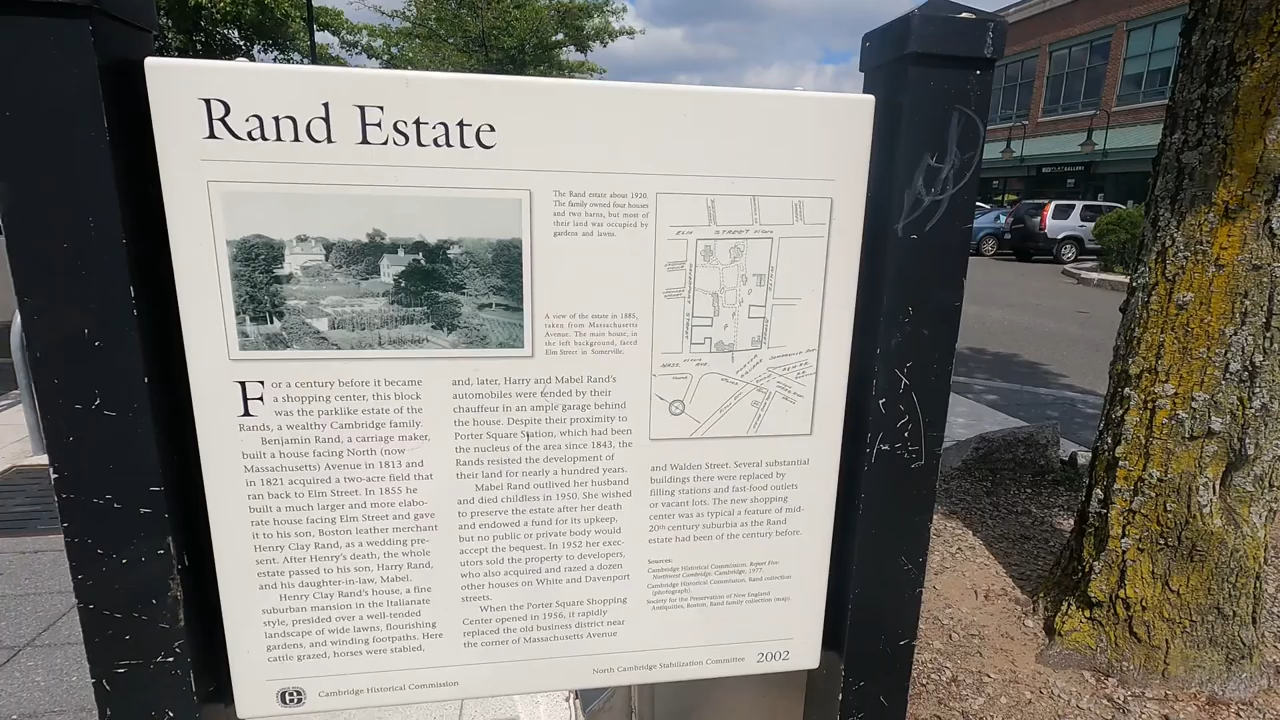 Rand Estate
The Rand estate about 1920.
The family owned four houses
and two barns, but most of
their land was occupied by
gardens and lawns.
A view of the estate in 1885,
taken from Massachusetts
Avenue. The main house, in
the left background, faced
Elm Street in Somerville.
ELM STREET
MASS. AVE.
For a century before it became
a shopping center, this block
was the parklike estate of the
Rands, a wealthy Cambridge family.
Benjamin Rand, a carriage maker,
built a house facing North (now
Massachusetts) Avenue in 1813 and
in 1821 acquired a two-acre field that
ran back to Elm Street. In 1855 he
built a much larger and more elabo-
rate house facing Elm Street and gave
it to his son, Boston leather merchant
Henry Clay Rand, as a wedding pre-
sent. After Henry's death, the whole
estate passed to his son, Harry Rand,
and his daughter-in-law, Mabel.
Henry Clay Rand's house, a fine
suburban mansion in the Italianate
style, presided over a well-tended
landscape of wide lawns, flourishing
gardens, and winding footpaths. Here
cattle grazed, horses were stabled,
and, later, Harry and Mabel Rand's
automobiles were tended by their
chauffeur in an ample garage behind
the house. Despite their proximity to
Porter Square Station, which had been
the nucleus of the area since 1843, the
Rands resisted the development of
their land for nearly a hundred years.
Mabel Rand outlived her husband
and died childless in 1950. She wished
to preserve the estate after her death
and endowed a fund for its upkeep,
but no public or private body would
accept the bequest. In 1952 her exec-
utors sold the property to developers,
who also acquired and razed a dozen
other houses on White and Davenport
streets.
When the Porter Square Shopping
Center opened in 1956, it rapidly
replaced the old business district near
the corner of Massachusetts Avenue
and Walden Street. Several substantial
buildings there were replaced by
filling stations and fast-food outlets
or vacant lots. The new shopping
center was as typical a feature of mid-
20th century suburbia as the Rand
estate had been of the century before.
Sources:
Cambridge Historical Commission, Report Five:
Northwest Cambridge. Cambridge, 1977.
Cambridge Historical Commission, Rand collection
(photograph).
Society for the Preservation of New England
Antiquities, Boston, Rand family collection (map).
Cambridge Historical Commission
North Cambridge Stabilization Committee 2002